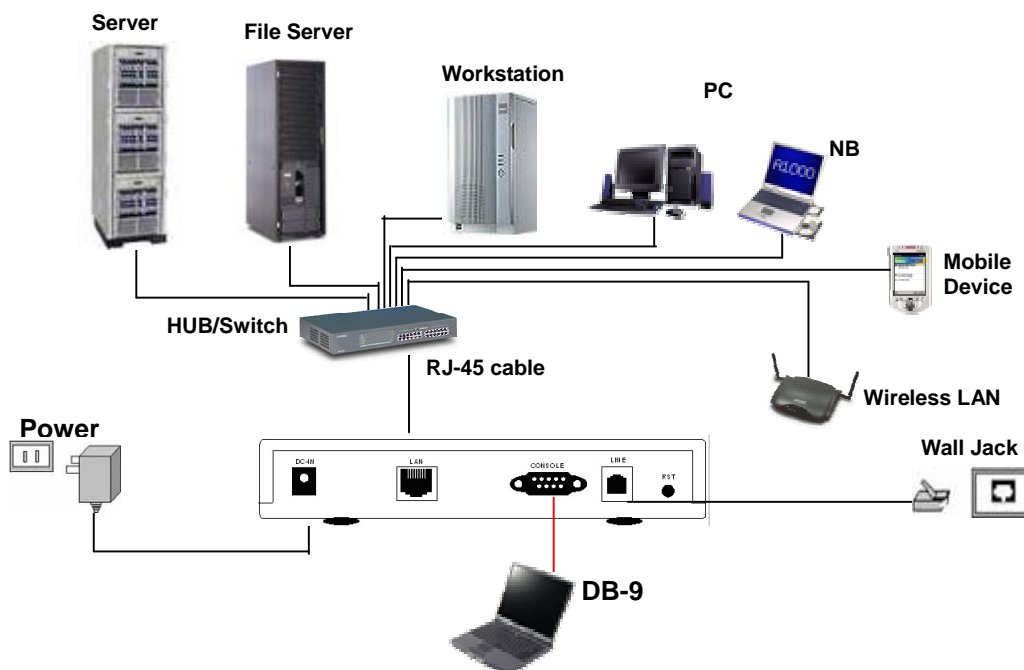 Server
File Server
Workstation
PC
NB
A1000
Mobile
Device
HUB/Switch
RJ-45 cable
Wireless LAN
Power
Wall Jack
DC-IN
LAN
CONSOLE
LINE
RST
DB-9